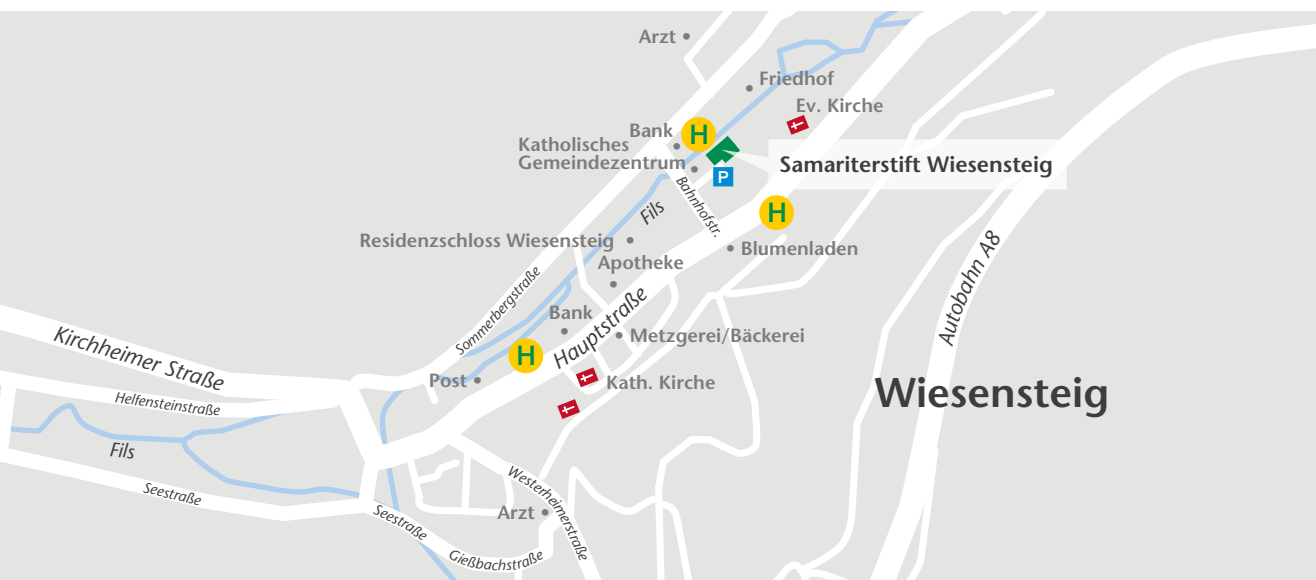 Arzt
Friedhof
Ev. Kirche
Bank
H
Katholisches
Gemeindezentrum
Samariterstift Wiesensteig
P
Bahnhofstr.
Fils
H
Residenzschloss Wiesensteig
Blumenladen
Apotheke
Autobahn A8
Sommerbergstraße
Bank
Hauptstraße
Metzgerei/Bäckerei
H
Kirchheimer Straße
Post
Kath. Kirche
Wiesensteig
Helfensteinstraße
Fils
Seestraße
Westerheimerstraße
Arzt
Seestraße
Gießbachstraße